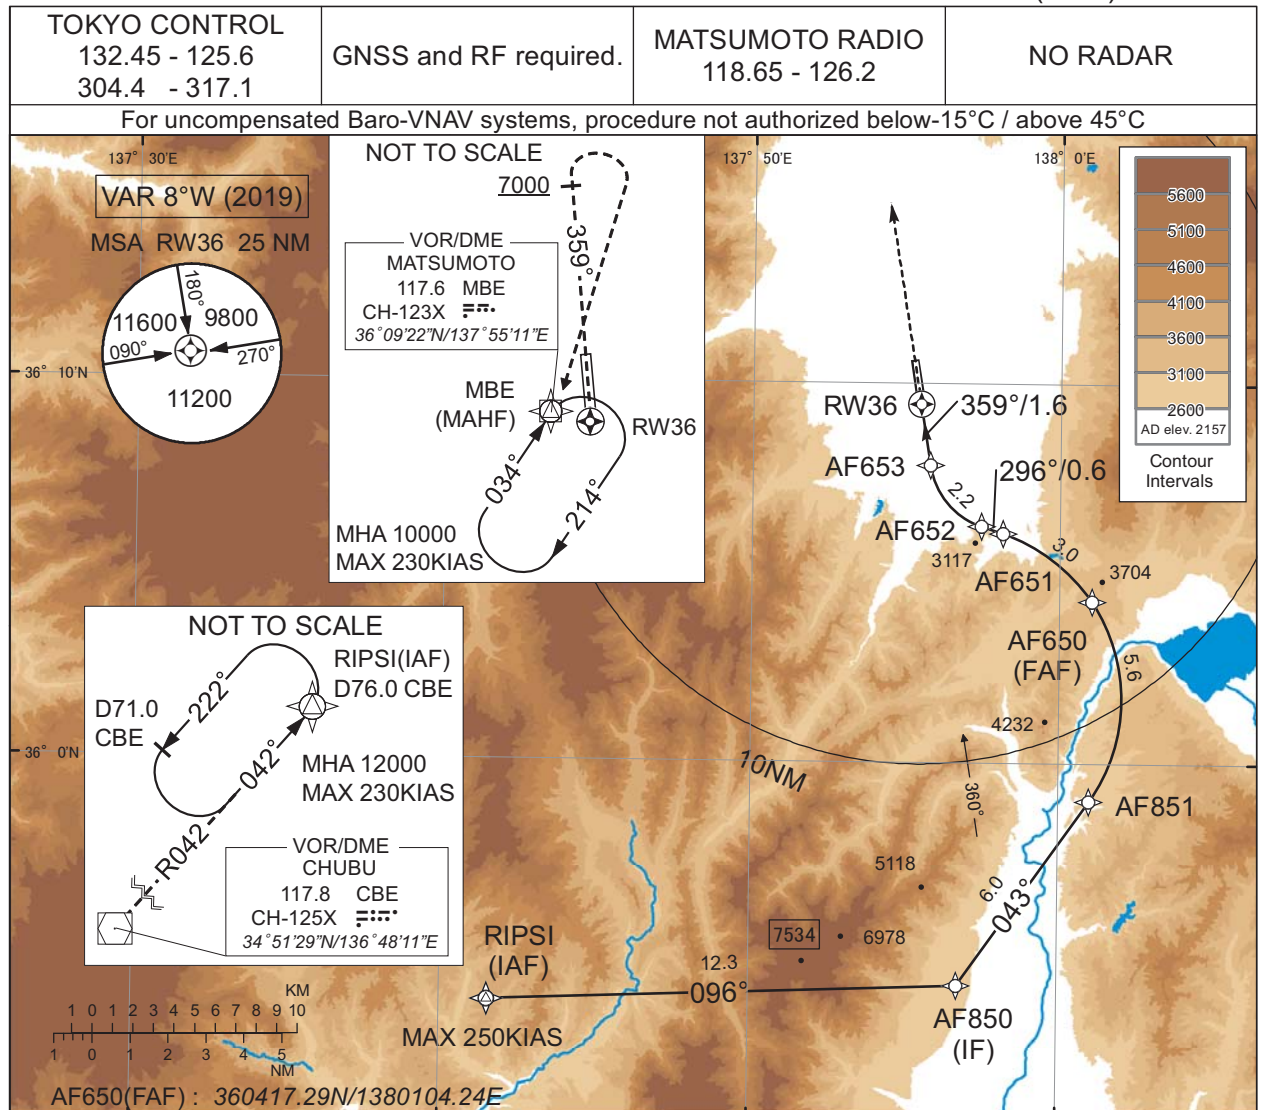 TOKYO CONTROL
132.45 - 125.6
304.4 - 317.1
GNSS and RF required.
MATSUMOTO RADIO
118.65 - 126.2
NO RADAR
For uncompensated Baro-VNAV systems, procedure not authorized below-15°C / above 45°C
137° 30'E
137° 50'E
138° 0'E
VAR 8°W (2019)
MSA RW36 25 NM
180°
11600
9800
090°
270°
11200
36° 10'N
NOT TO SCALE
7000
359°
VOR/DME
MATSUMOTO
117.6 MBE
CH-123X
36°09'22"N/137°55'11"E
MBE
(MAHF)
RW36
034°
214°
MHA 10000
MAX 230KIAS
5600
5100
4600
4100
3600
3100
2600
AD elev. 2157
Contour
Intervals
RW36
359°/1.6
AF653
296°/0.6
2.2
AF652
3117
3.0
AF651
3704
AF650
(FAF)
5.6
4232
10NM
360°
AF851
NOT TO SCALE
RIPSI(IAF)
D76.0 CBE
D71.0
CBE
222°
042°
MHA 12000
MAX 230KIAS
R042
VOR/DME
CHUBU
117.8 CBE
CH-125X
34°51'29"N/136°48'11"E
36° 0'N
5118
6.0
043°
7534
6978
RIPSI
(IAF)
12.3
096°
MAX 250KIAS
AF850
(IF)
KM
1 0 1 2 3 4 5 6 7 8 9 10
1 0 1 2 3 4 5
NM
AF650(FAF) : 360417.29N/1380104.24E